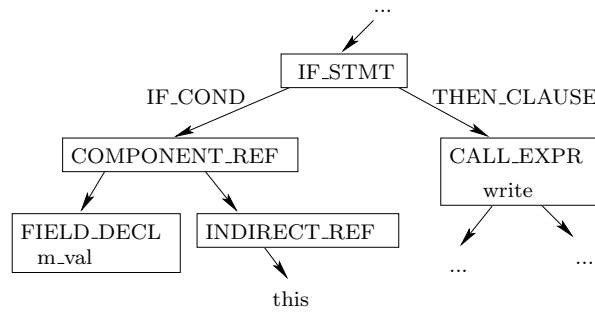 ...
IF_STMT
IF_COND
THEN_CLAUSE
COMPONENT_REF
CALL_EXPR
write
FIELD_DECL
m_val
INDIRECT_REF
...
...
this